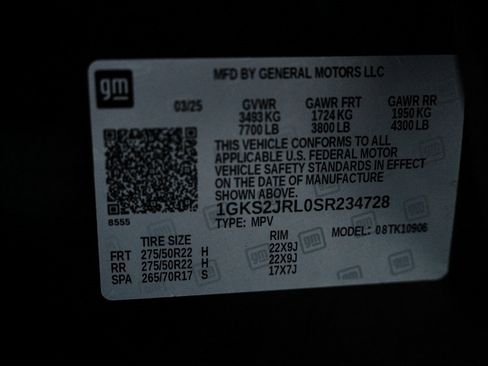 gm
MFD BY GENERAL MOTORS LLC
03/25 GVWR GAWR FRT GAWR RR
3493 KG 1724 KG 1950 KG
7700 LB 3800 LB 4300 LB
THIS VEHICLE CONFORMS TO ALL
APPLICABLE U.S. FEDERAL MOTOR
VEHICLE SAFETY STANDARDS IN EFFECT
ON THE DATE OF MANUFACTURE
SHOWN ABOVE.
1GKS2JRL0SR234728
8555
TYPE: MPV MODEL: 08TK10906
TIRE SIZE RIM
FRT 275/50R22 H 22X9J
RR 275/50R22 H 22X9J
SPA 265/70R17 S 17X7J